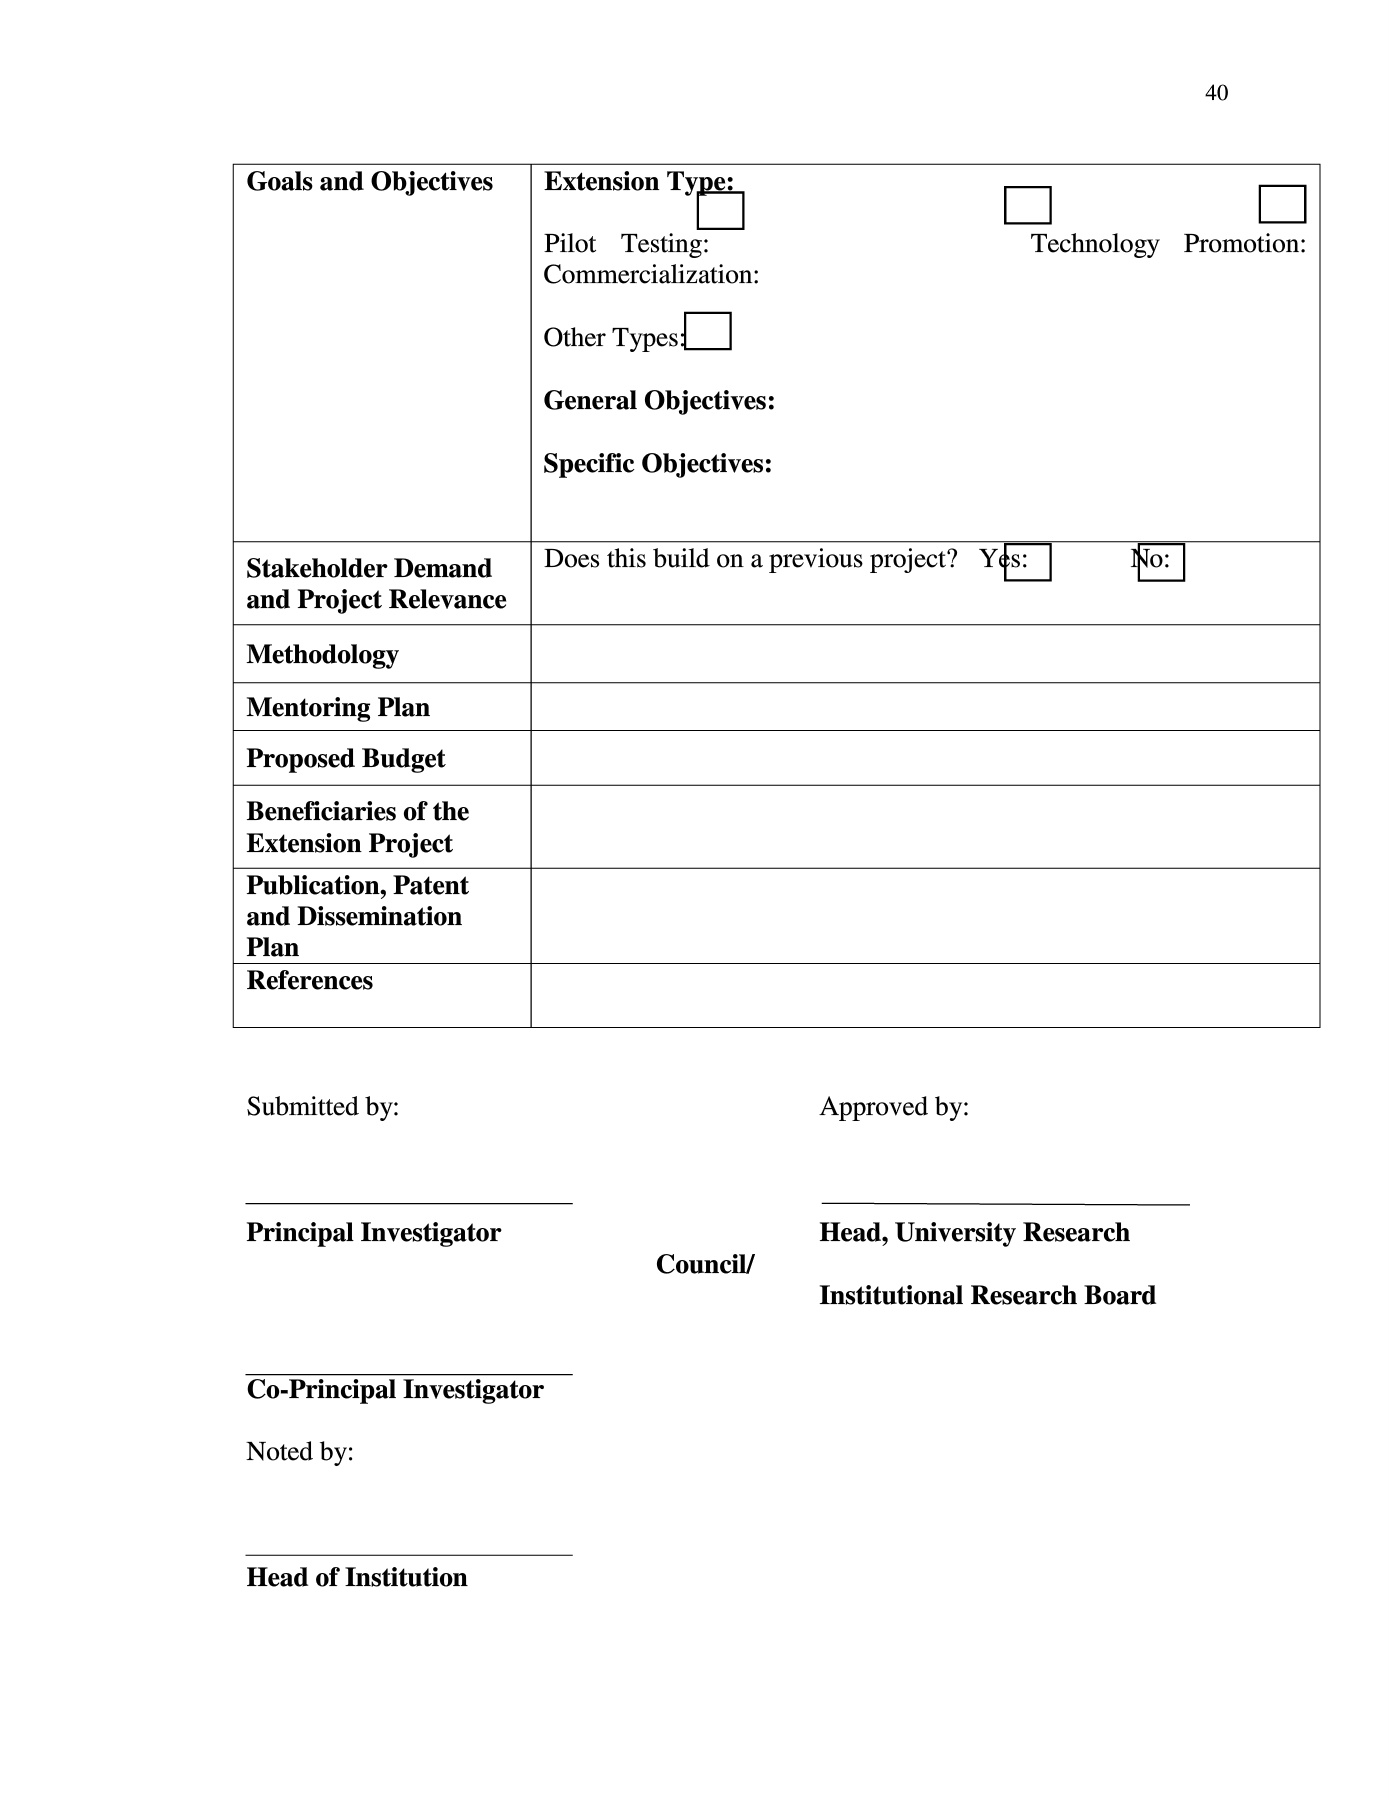 40
Goals and Objectives
Extension Type:
Pilot Testing: Technology Promotion:
Commercialization:
Other Types:
General Objectives:
Specific Objectives:
Stakeholder Demand
and Project Relevance
Does this build on a previous project? Yes: No:
Methodology
Mentoring Plan
Proposed Budget
Beneficiaries of the
Extension Project
Publication, Patent
and Dissemination
Plan
References
Submitted by: Approved by:
Principal Investigator Head, University Research
Council/
Institutional Research Board
Co-Principal Investigator
Noted by:
Head of Institution